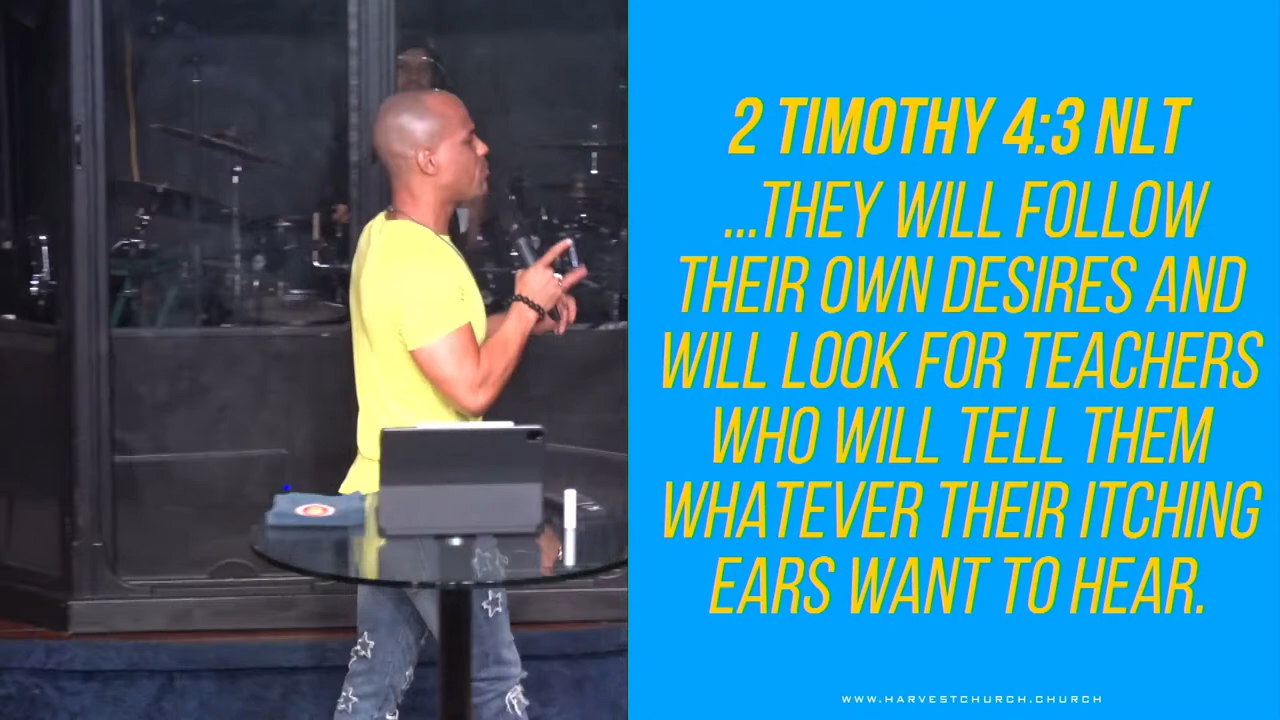 2 TIMOTHY 4:3 NLT
...THEY WILL FOLLOW
THEIR OWN DESIRES AND
WILL LOOK FOR TEACHERS
WHO WILL TELL THEM
WHATEVER THEIR ITCHING
EARS WANT TO HEAR.
WWW.HARVESTCHURCH.CHURCH